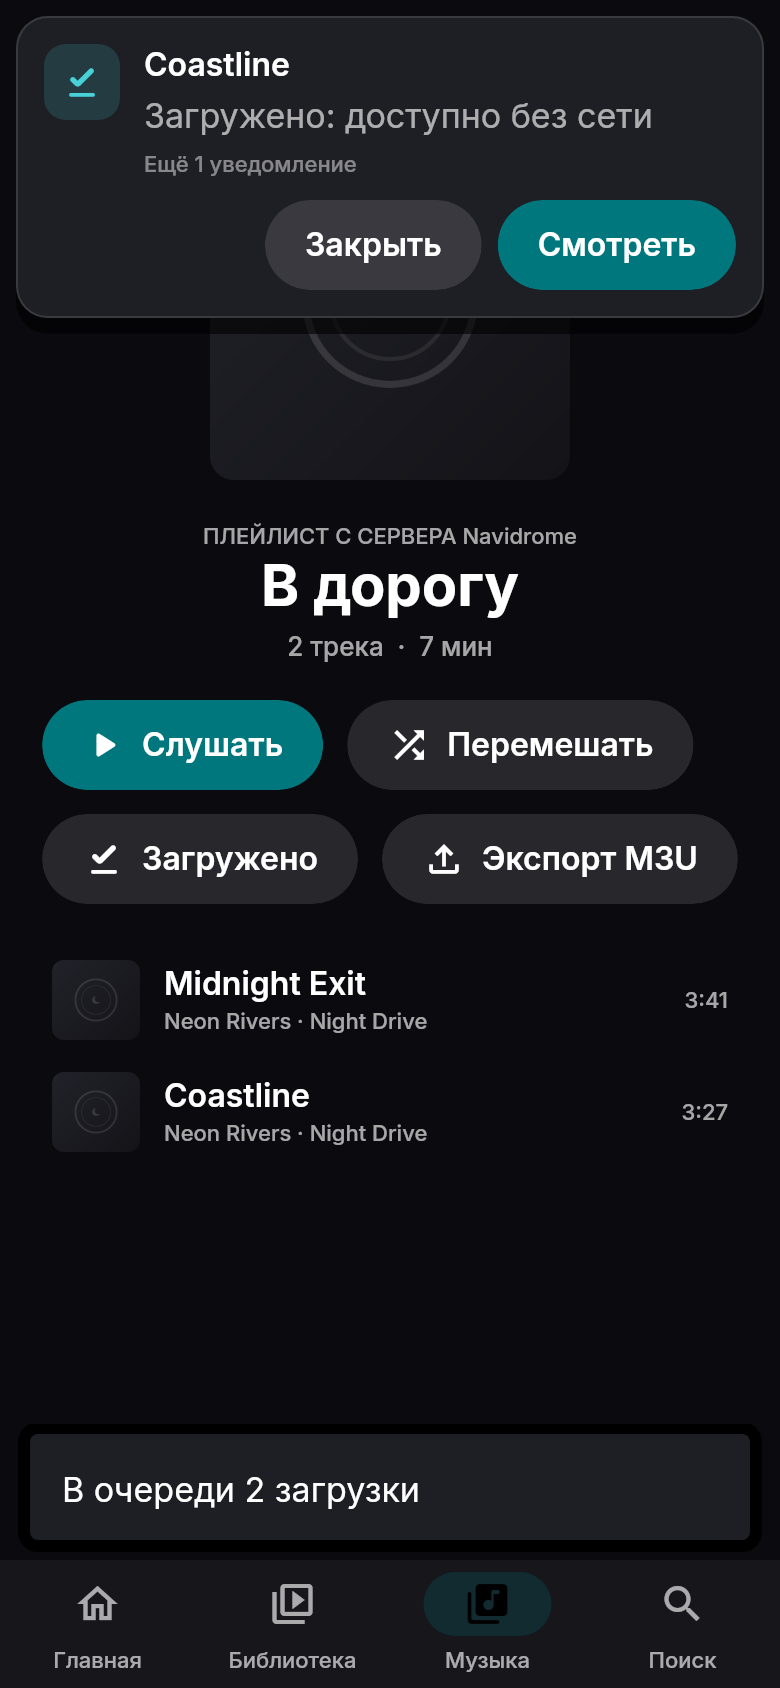 Coastline
Загружено: доступно без сети
Ещё 1 уведомление
Закрыть
Смотреть
ПЛЕЙЛИСТ С СЕРВЕРА Navidrome
В дорогу
2 трека · 7 мин
Слушать
Перемешать
Загружено
Экспорт M3U
Midnight Exit
Neon Rivers · Night Drive
3:41
Coastline
Neon Rivers · Night Drive
3:27
В очереди 2 загрузки
Главная
Библиотека
Музыка
Поиск